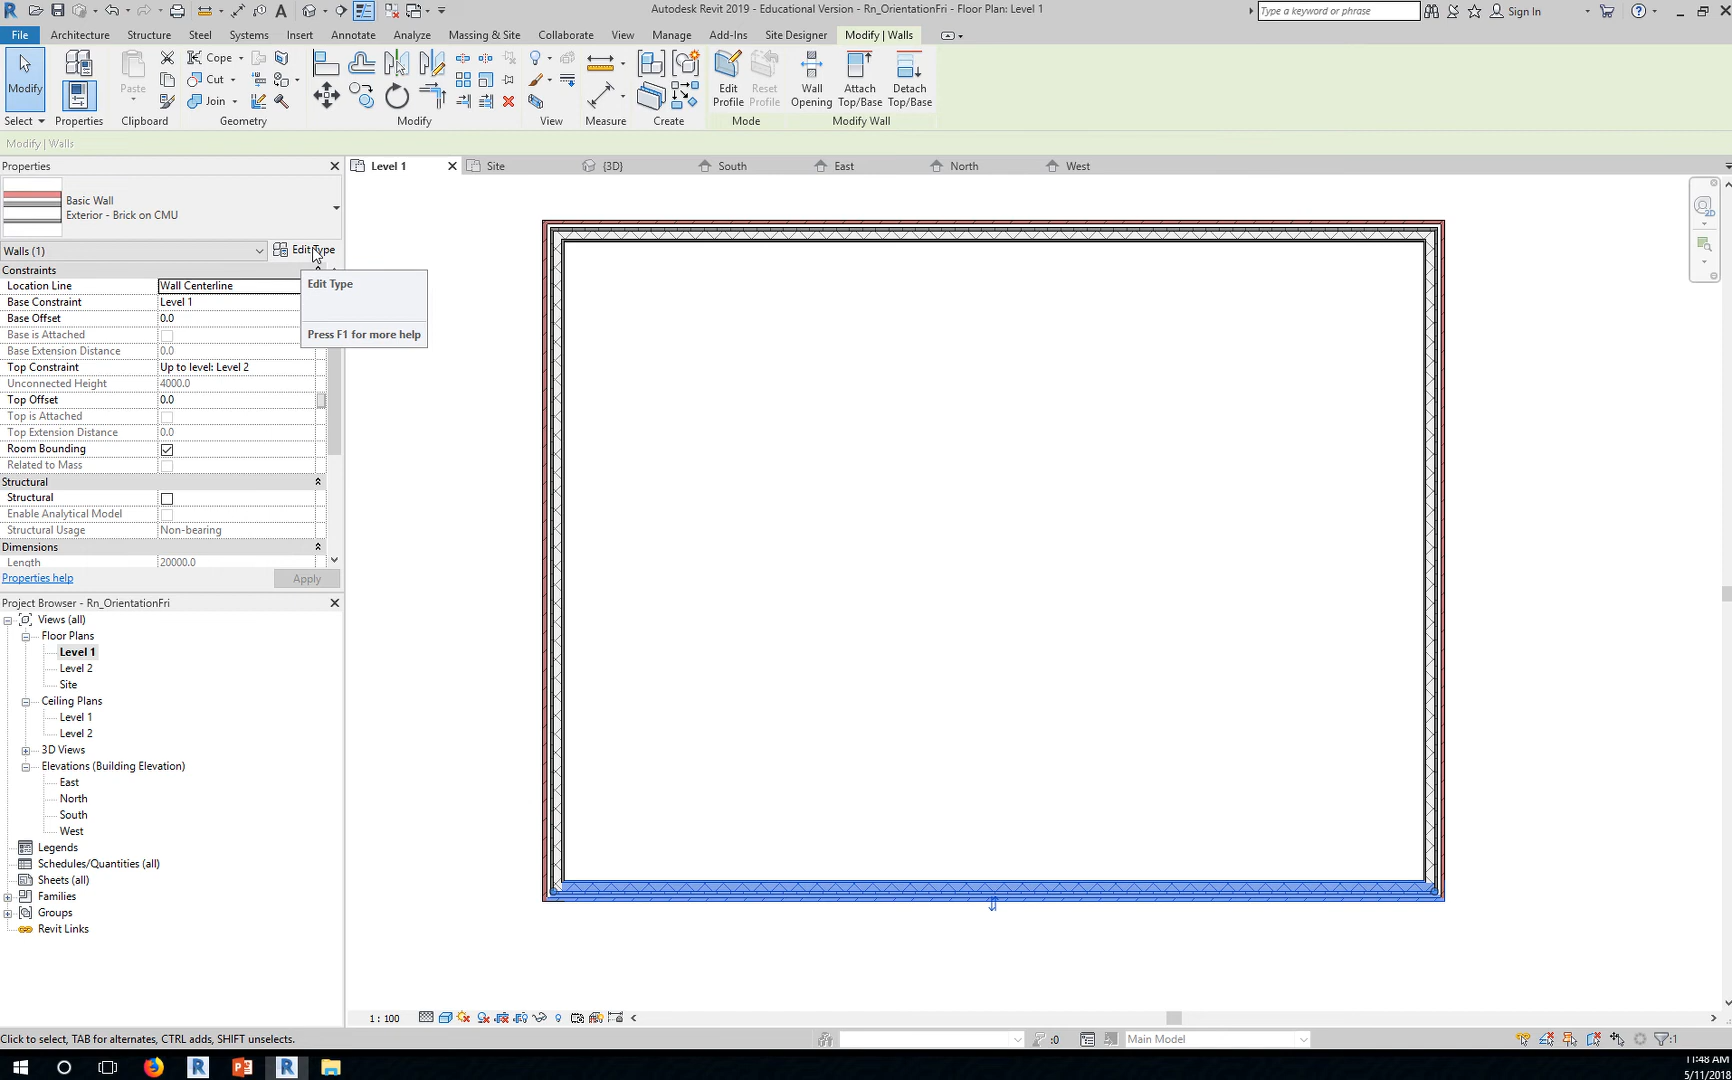 Autodesk Revit 2019 - Educational Version - Rn_OrientationFri - Floor Plan: Level 1
Type a keyword or phrase
Sign In
File Architecture Structure Steel Systems Insert Annotate Analyze Massing & Site Collaborate View Manage Add-Ins Site Designer Modify | Walls
Modify
Paste
Cope
Cut
Join
Edit Profile
Reset Profile
Wall Opening
Attach Top/Base
Detach Top/Base
Select Properties Clipboard Geometry Modify View Measure Create Mode Modify Wall
Modify | Walls
Properties
Level 1 Site {3D} South East North West
Basic Wall
Exterior - Brick on CMU
Walls (1) Edit Type
Constraints
Location Line Wall Centerline
Base Constraint Level 1
Base Offset 0.0
Base is Attached
Base Extension Distance 0.0
Top Constraint Up to level: Level 2
Unconnected Height 4000.0
Top Offset 0.0
Top is Attached
Top Extension Distance 0.0
Room Bounding
Related to Mass
Structural
Structural
Enable Analytical Model
Structural Usage Non-bearing
Dimensions
Length 20000.0
Edit Type
Press F1 for more help
Properties help Apply
Project Browser - Rn_OrientationFri
Views (all)
Floor Plans
Level 1
Level 2
Site
Ceiling Plans
Level 1
Level 2
3D Views
Elevations (Building Elevation)
East
North
South
West
Legends
Schedules/Quantities (all)
Sheets (all)
Families
Groups
Revit Links
2D
1 : 100
Click to select, TAB for alternates, CTRL adds, SHIFT unselects.
:0
Main Model
:1
11:48 AM
5/11/2018